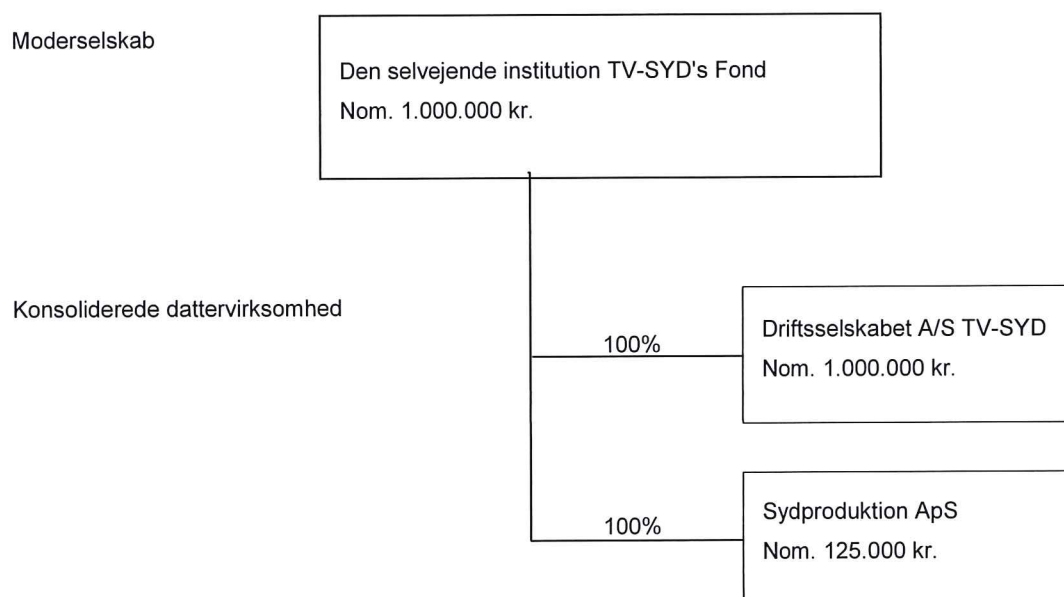 Moderselskab
Den selvejende institution TV-SYD's Fond
Nom. 1.000.000 kr.
Konsoliderede dattervirksomhed
100%
Driftsselskabet A/S TV-SYD
Nom. 1.000.000 kr.
100%
Sydproduktion ApS
Nom. 125.000 kr.